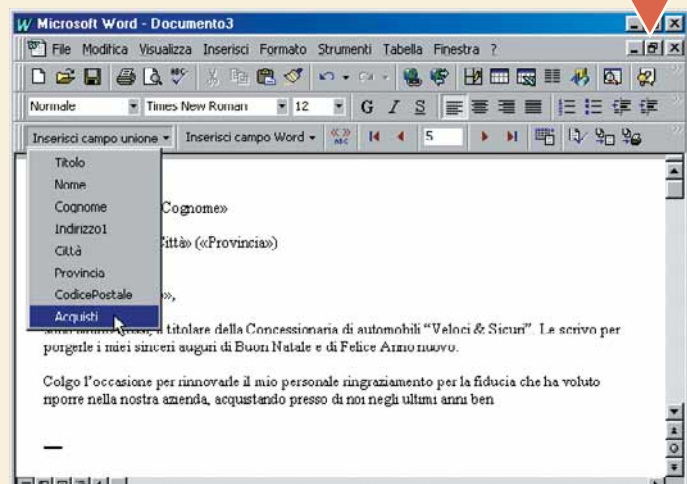 Microsoft Word - Documento3
File Modifica Visualizza Inserisci Formato Strumenti Tabella Finestra ?
Normale Times New Roman 12 G I S
Inserisci campo unione Inserisci campo Word ABC 5
Titolo
Nome
Cognome
Indirizzo1
Città
Provincia
CodicePostale
Acquisti
Cognome»
Città» («Provincia»)
»,
il titolare della Concessionaria di automobili “Veloci & Sicuri”. Le scrivo per
porgerle i miei sinceri auguri di Buon Natale e di Felice Anno nuovo.
Colgo l’occasione per rinnovarle il mio personale ringraziamento per la fiducia che ha voluto
riporre nella nostra azienda, acquistando presso di noi negli ultimi anni ben